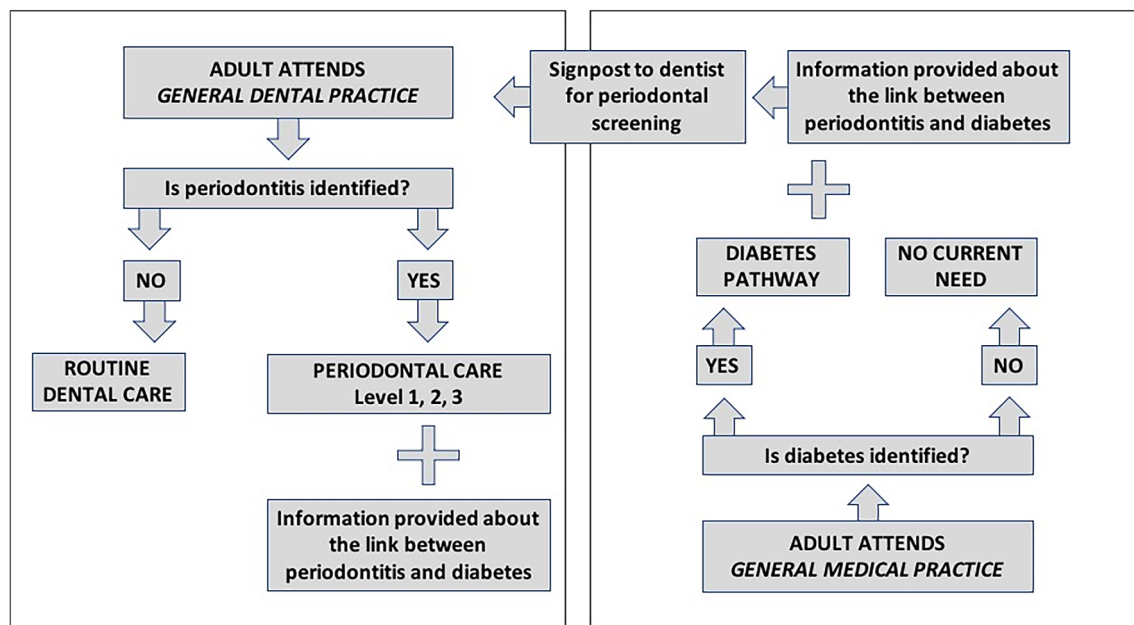 ADULT ATTENDS
GENERAL DENTAL PRACTICE
Is periodontitis identified?
NO
YES
ROUTINE
DENTAL CARE
PERIODONTAL CARE
Level 1, 2, 3
Information provided about
the link between
periodontitis and diabetes
Signpost to dentist
for periodontal
screening
Information provided about
the link between
periodontitis and diabetes
DIABETES
PATHWAY
NO CURRENT
NEED
YES
NO
Is diabetes identified?
ADULT ATTENDS
GENERAL MEDICAL PRACTICE